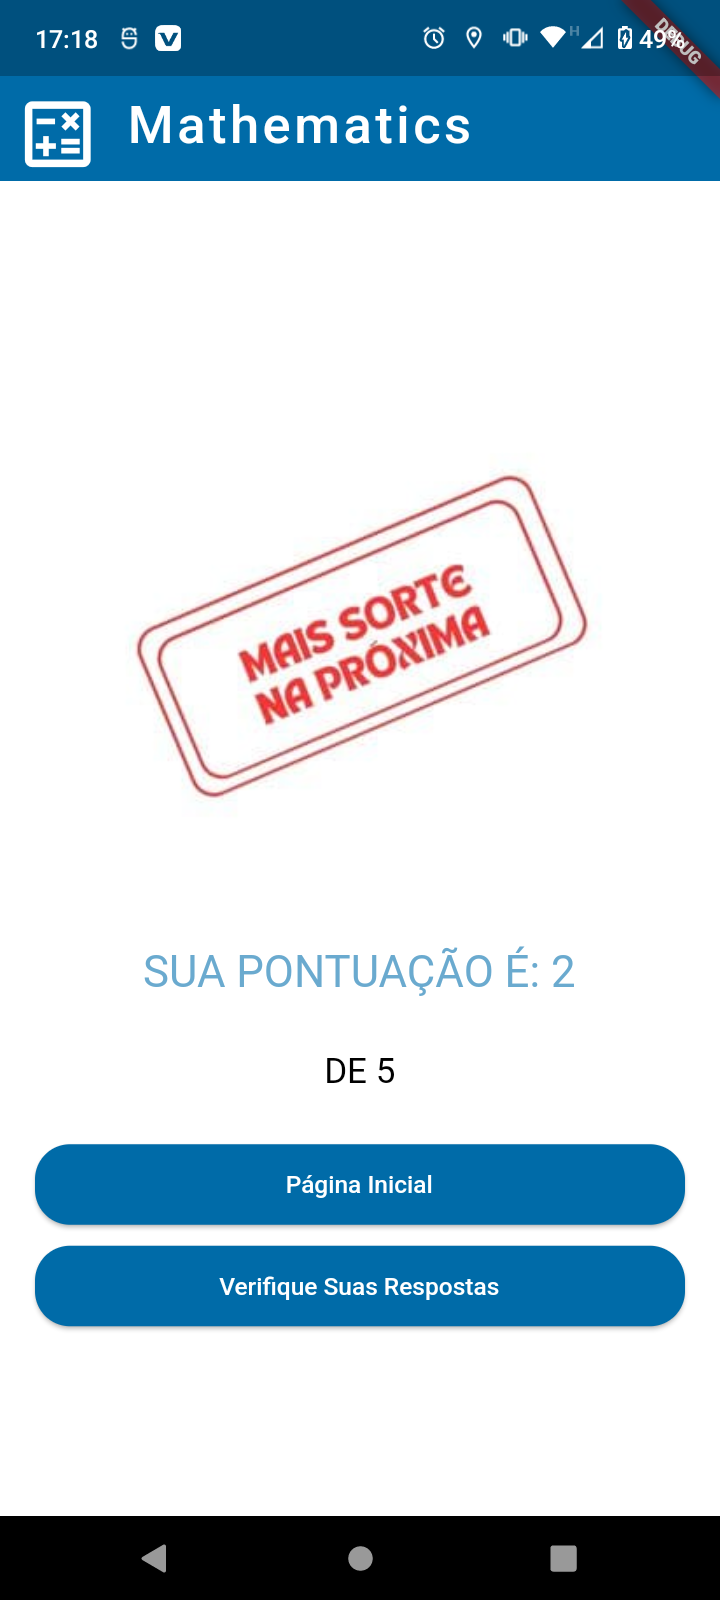 17:18
H
49%
DEBUG
Mathematics
MAIS SORTE
NA PRÓXIMA
SUA PONTUAÇÃO É: 2
DE 5
Página Inicial
Verifique Suas Respostas